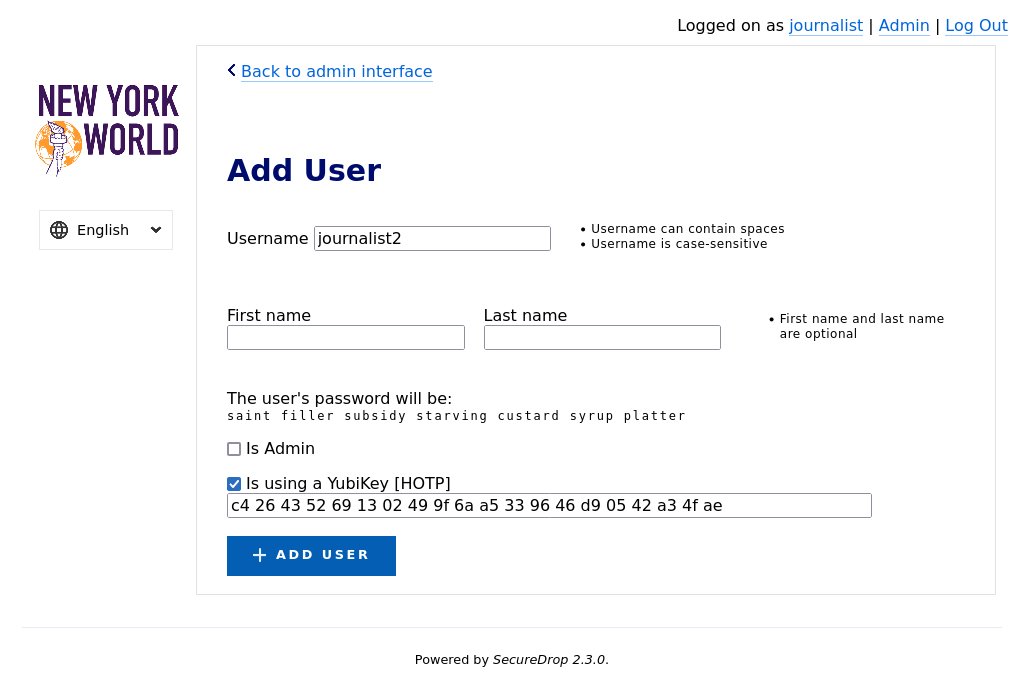 Logged on as journalist | Admin | Log Out
Back to admin interface
NEW YORK
WORLD
English
Add User
Username journalist2
• Username can contain spaces
• Username is case-sensitive
First name
Last name
• First name and last name
are optional
The user's password will be:
saint filler subsidy starving custard syrup platter
Is Admin
Is using a YubiKey [HOTP]
c4 26 43 52 69 13 02 49 9f 6a a5 33 96 46 d9 05 42 a3 4f ae
ADD USER
Powered by SecureDrop 2.3.0.